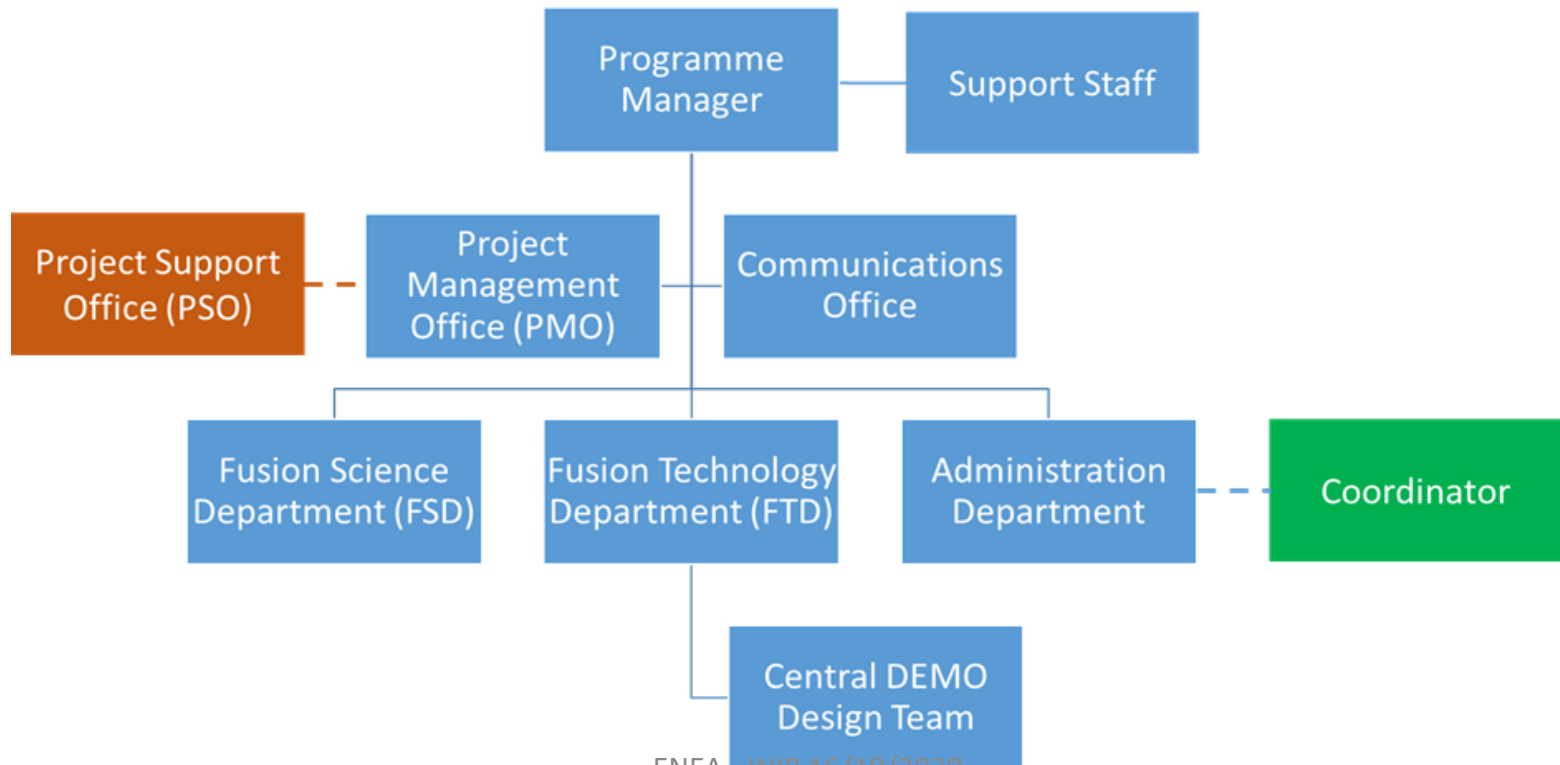 Programme
Manager
Support Staff
Project Support
Office (PSO)
Project
Management
Office (PMO)
Communications
Office
Fusion Science
Department (FSD)
Fusion Technology
Department (FTD)
Administration
Department
Coordinator
Central DEMO
Design Team